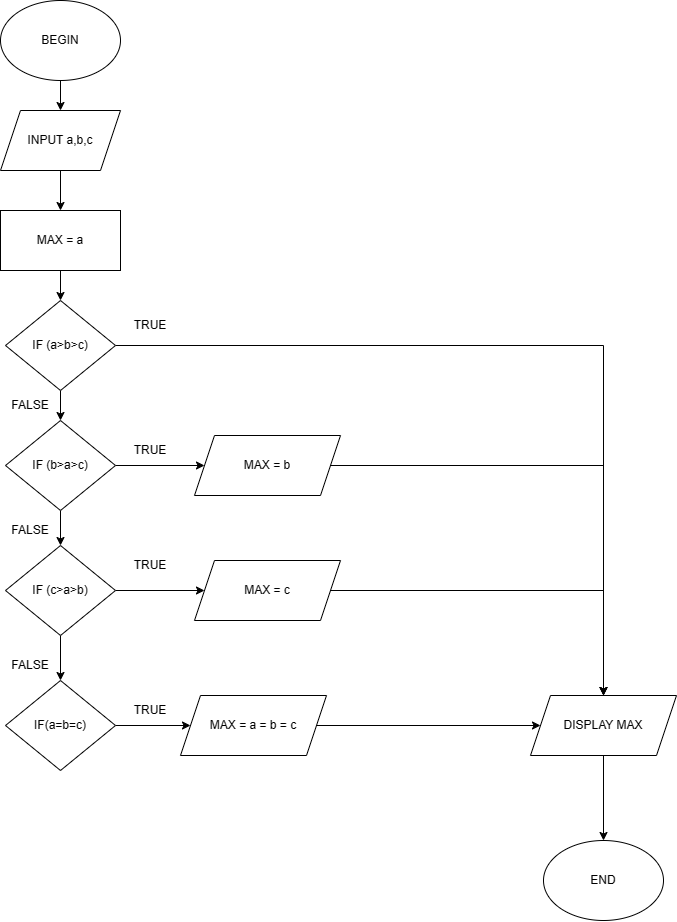 BEGIN
INPUT a,b,c
MAX = a
TRUE
IF (a>b>c)
FALSE
TRUE
IF (b>a>c)
MAX = b
FALSE
TRUE
IF (c>a>b)
MAX = c
FALSE
TRUE
IF(a=b=c)
MAX = a = b = c
DISPLAY MAX
END